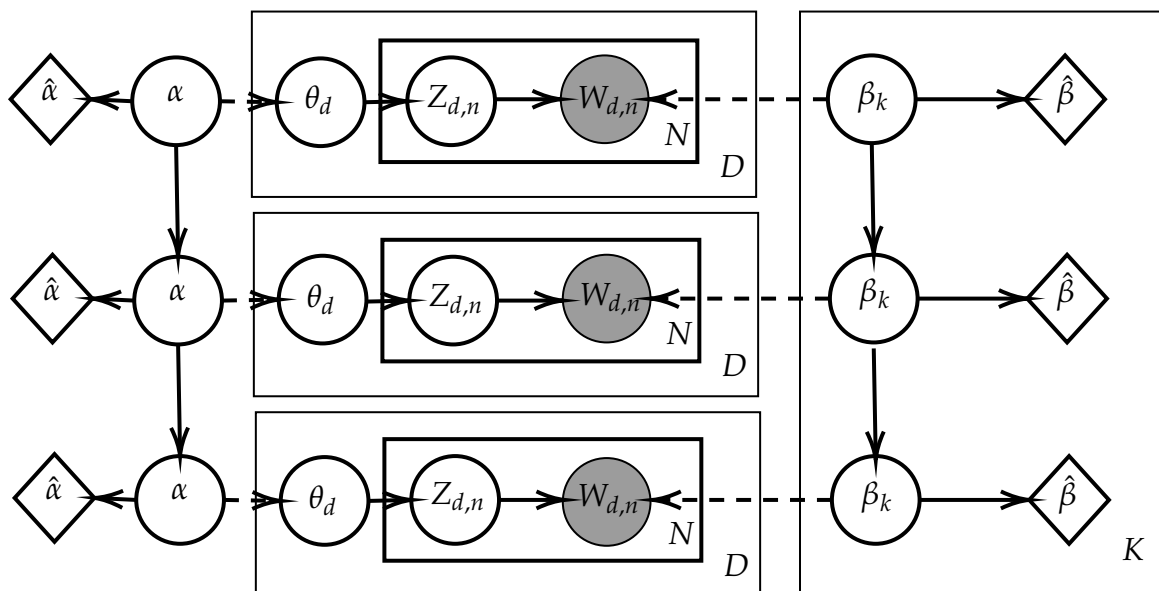 α̂ α θ_d Z_{d,n} W_{d,n} β_k β̂
N
D
α̂ α θ_d Z_{d,n} W_{d,n} β_k β̂
N
D
α̂ α θ_d Z_{d,n} W_{d,n} β_k β̂
N
D K